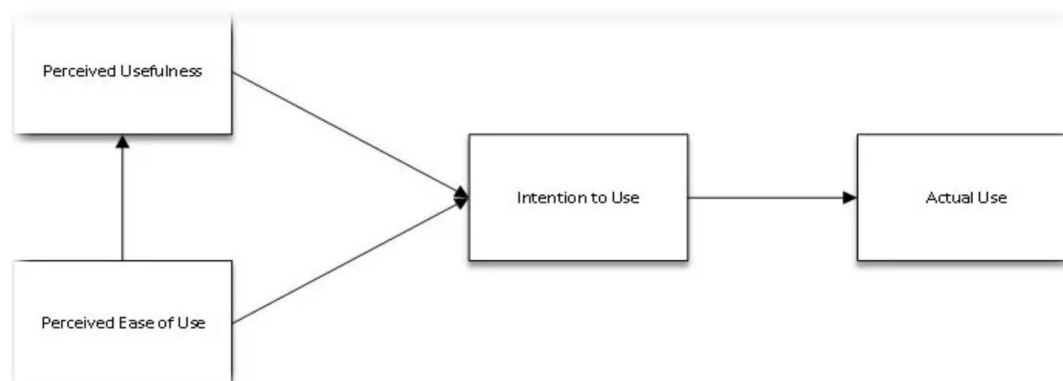 Perceived Usefulness
Intention to Use
Actual Use
Perceived Ease of Use